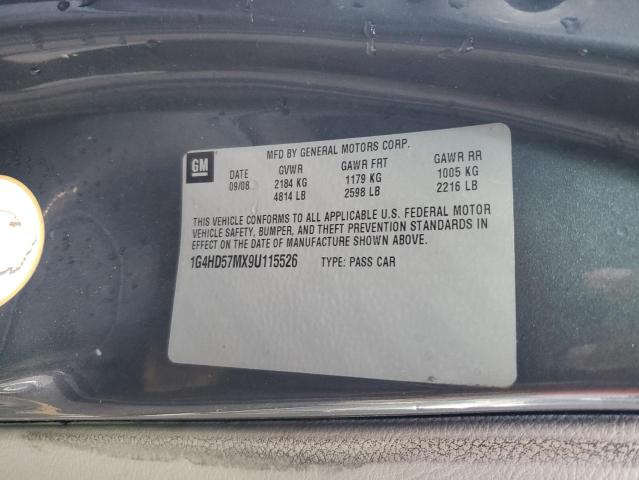 MFD BY GENERAL MOTORS CORP.
GM
DATE GVWR GAWR FRT GAWR RR
09/08 2184 KG 1179 KG 1005 KG
4814 LB 2598 LB 2216 LB
THIS VEHICLE CONFORMS TO ALL APPLICABLE U.S. FEDERAL MOTOR
VEHICLE SAFETY, BUMPER, AND THEFT PREVENTION STANDARDS IN
EFFECT ON THE DATE OF MANUFACTURE SHOWN ABOVE.
1G4HD57MX9U115526 TYPE: PASS CAR